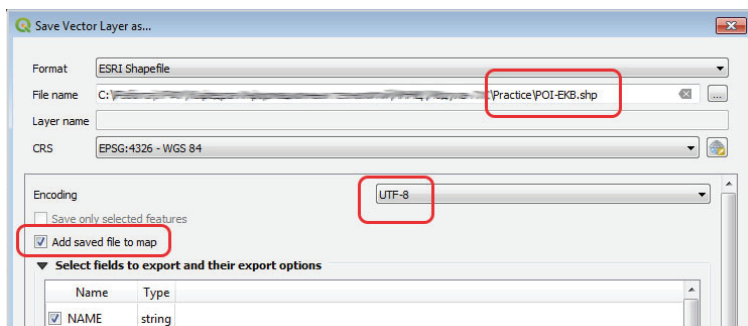 Save Vector Layer as...
Format ESRI Shapefile
File name C:\ \Practice\POI-EKB.shp ...
Layer name
CRS EPSG:4326 - WGS 84
Encoding UTF-8
Save only selected features
Add saved file to map
Select fields to export and their export options
Name Type
NAME string